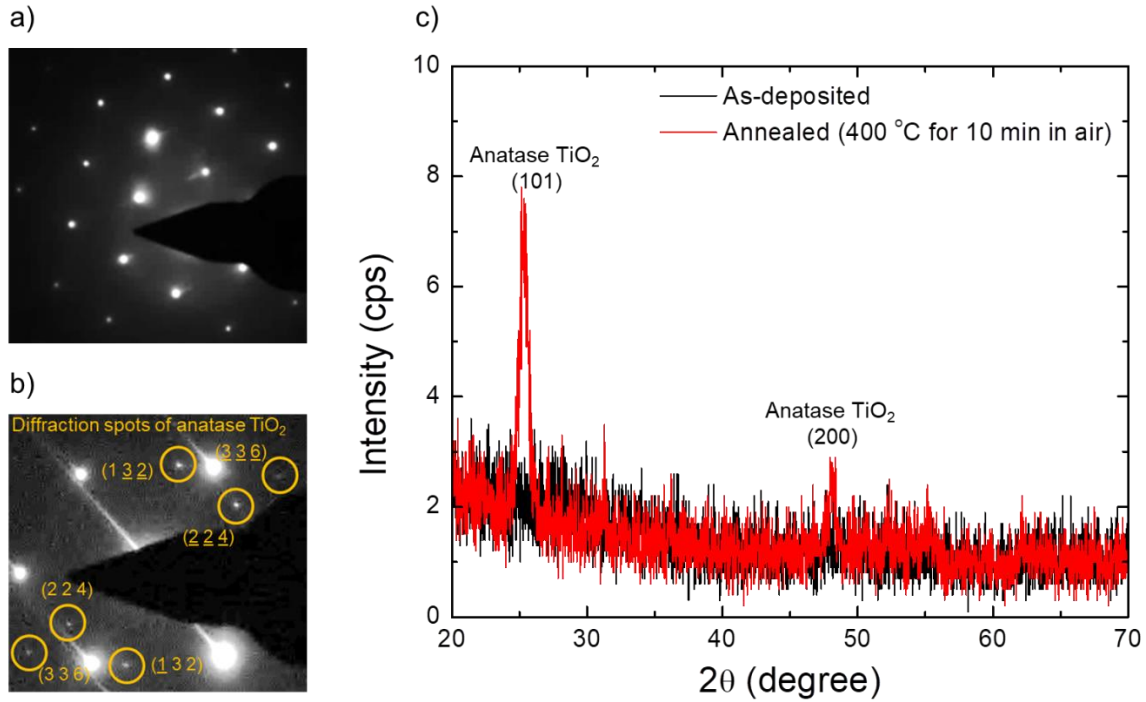 a)
b)
Diffraction spots of anatase TiO₂
(1 3̲ 2̲)
(3̲ 3̲ 6̲)
(2̲ 2̲ 4̲)
(2 2 4)
(3 3 6)
(1̲ 3 2)
c)
10
8
6
4
2
0
Intensity (cps)
As-deposited
Annealed (400 °C for 10 min in air)
Anatase TiO₂
(101)
Anatase TiO₂
(200)
20 30 40 50 60 70
2θ (degree)